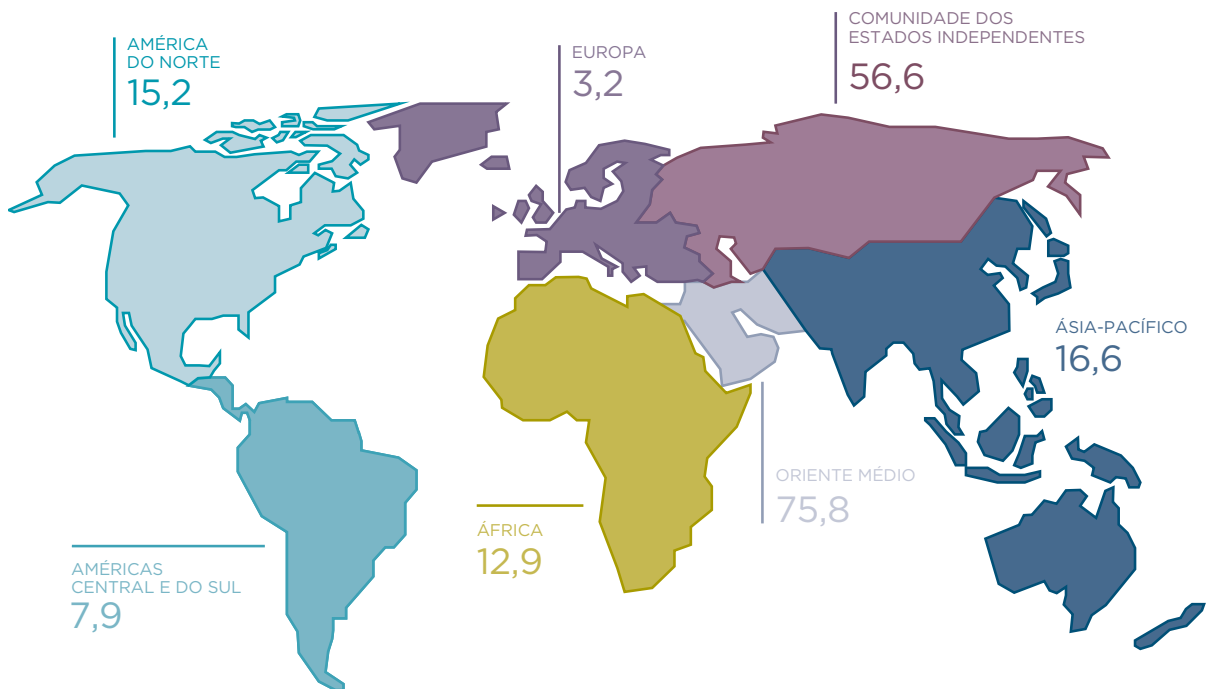 AMÉRICA
DO NORTE
15,2
EUROPA
3,2
COMUNIDADE DOS
ESTADOS INDEPENDENTES
56,6
ÁSIA-PACÍFICO
16,6
ORIENTE MÉDIO
75,8
ÁFRICA
12,9
AMÉRICAS
CENTRAL E DO SUL
7,9